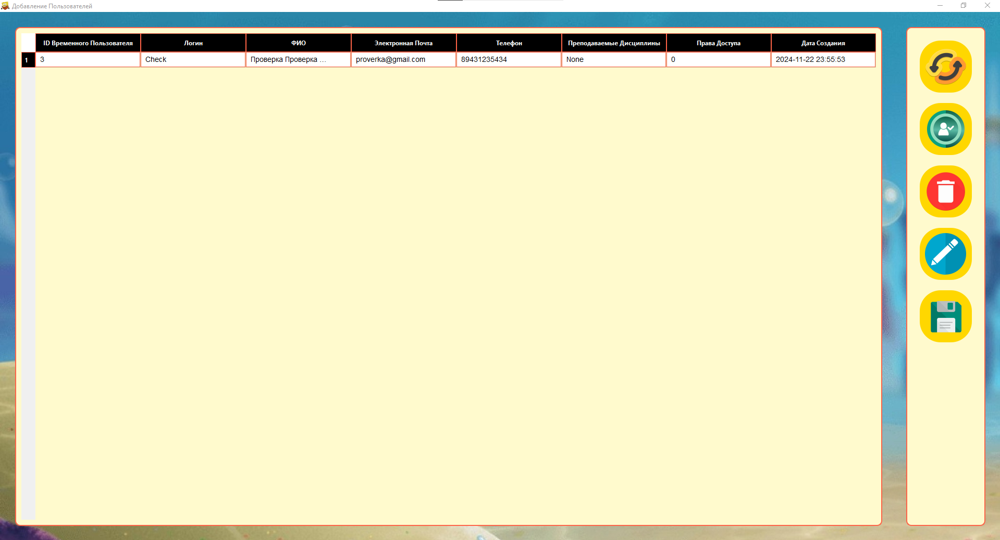 Добавление Пользователей
ID Временного Пользователя Логин ФИО Электронная Почта Телефон Преподаваемые Дисциплины Права Доступа Дата Создания
1 3 Check Проверка Проверка ... proverka@gmail.com 89431235434 None 0 2024-11-22 23:55:53